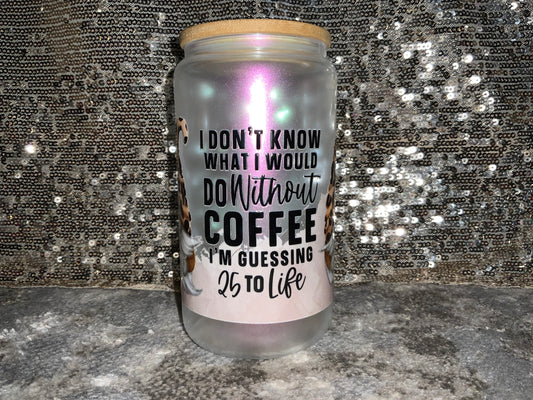 I DON'T KNOW
WHAT I WOULD
DO Without
COFFEE
I'M GUESSING
25 TO Life